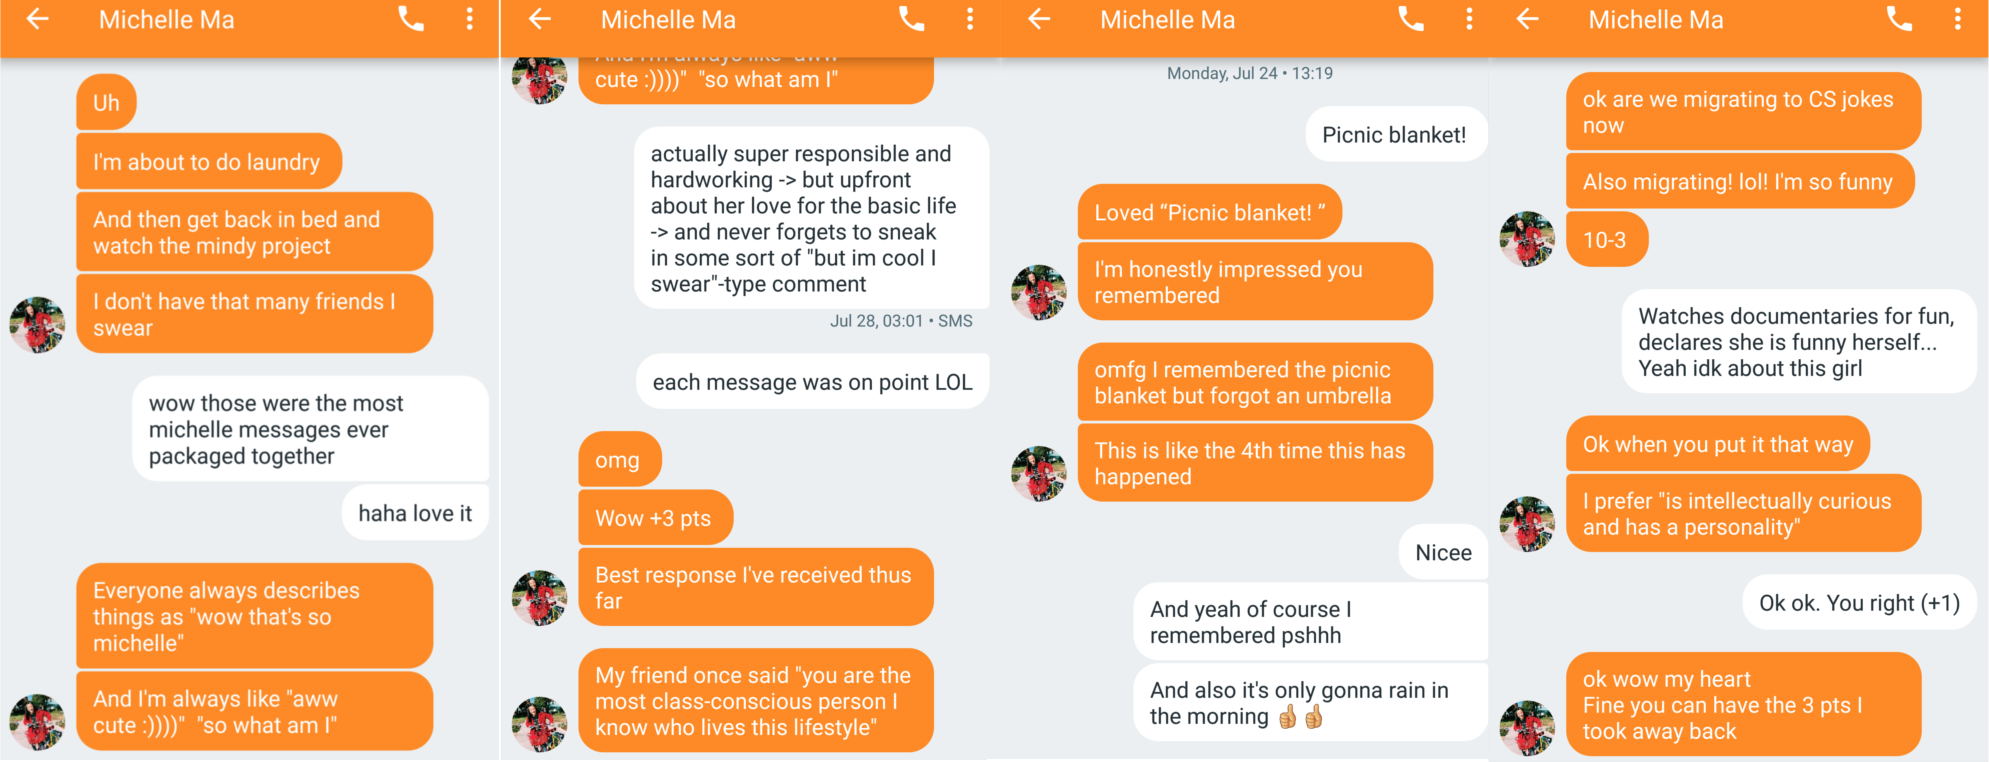 Michelle Ma
Uh
I'm about to do laundry
And then get back in bed and
watch the mindy project
I don't have that many friends I
swear
wow those were the most
michelle messages ever
packaged together
haha love it
Everyone always describes
things as "wow that's so
michelle"
And I'm always like "aww
cute :))))"  "so what am I"
Michelle Ma
And I'm always like "aww
cute :))))"  "so what am I"
actually super responsible and
hardworking -> but upfront
about her love for the basic life
-> and never forgets to sneak
in some sort of "but im cool I
swear"-type comment
Jul 28, 03:01 • SMS
each message was on point LOL
omg
Wow +3 pts
Best response I've received thus
far
My friend once said "you are the
most class-conscious person I
know who lives this lifestyle"
Michelle Ma
Monday, Jul 24 • 13:19
Picnic blanket!
Loved “Picnic blanket! ”
I'm honestly impressed you
remembered
omfg I remembered the picnic
blanket but forgot an umbrella
This is like the 4th time this has
happened
Nicee
And yeah of course I
remembered pshhh
And also it's only gonna rain in
the morning 👍👍
Michelle Ma
ok are we migrating to CS jokes
now
Also migrating! lol! I'm so funny
10-3
Watches documentaries for fun,
declares she is funny herself...
Yeah idk about this girl
Ok when you put it that way
I prefer "is intellectually curious
and has a personality"
Ok ok. You right (+1)
ok wow my heart
Fine you can have the 3 pts I
took away back